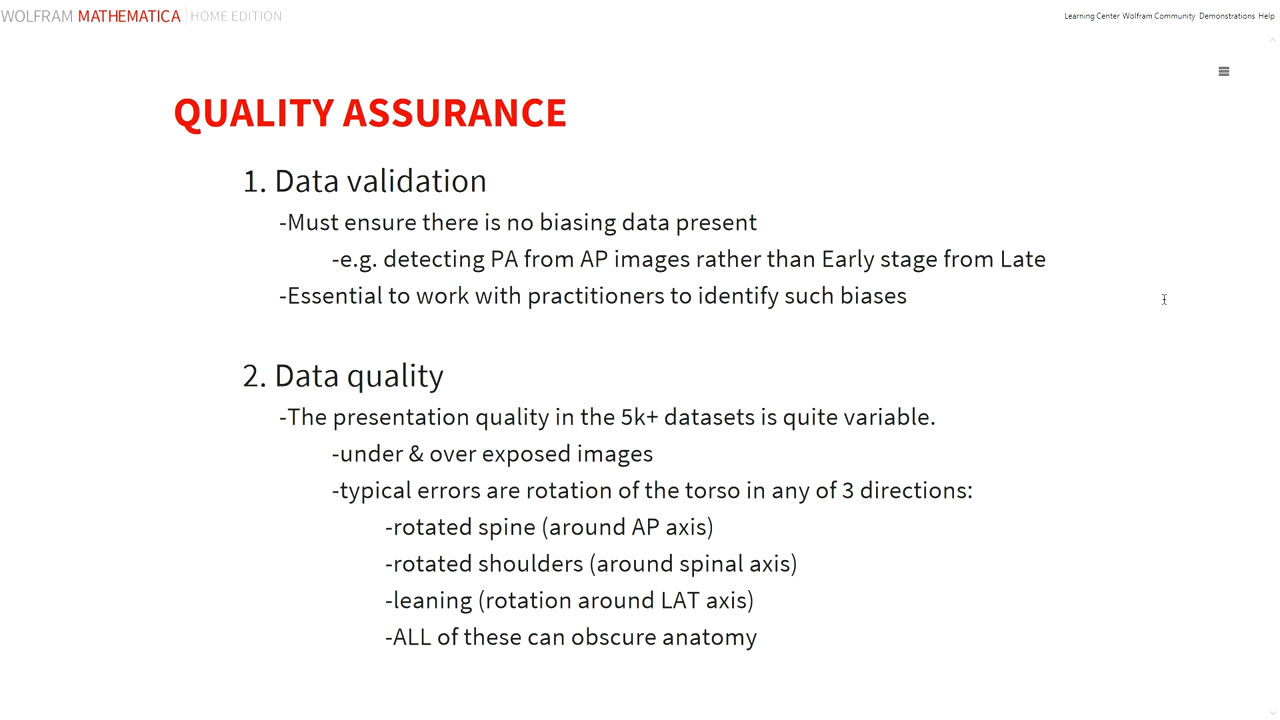 WOLFRAM MATHEMATICA HOME EDITION
Learning Center Wolfram Community Demonstrations Help
QUALITY ASSURANCE
1. Data validation
-Must ensure there is no biasing data present
-e.g. detecting PA from AP images rather than Early stage from Late
-Essential to work with practitioners to identify such biases
2. Data quality
-The presentation quality in the 5k+ datasets is quite variable.
-under & over exposed images
-typical errors are rotation of the torso in any of 3 directions:
-rotated spine (around AP axis)
-rotated shoulders (around spinal axis)
-leaning (rotation around LAT axis)
-ALL of these can obscure anatomy